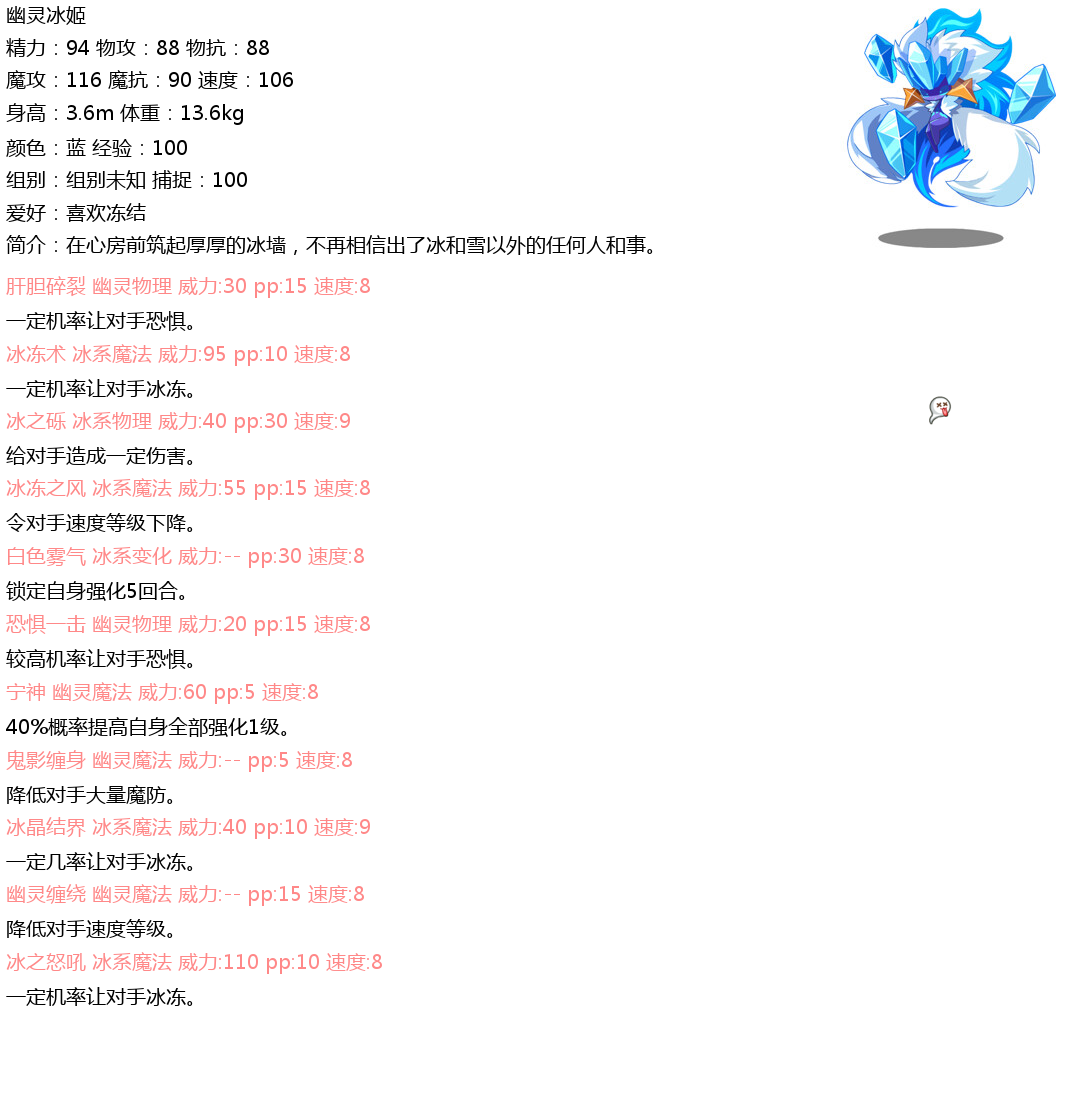 幽灵冰姬
精力：94 物攻：88 物抗：88
魔攻：116 魔抗：90 速度：106
身高：3.6m 体重：13.6kg
颜色：蓝 经验：100
组别：组别未知 捕捉：100
爱好：喜欢冻结
简介：在心房前筑起厚厚的冰墙，不再相信出了冰和雪以外的任何人和事。
肝胆碎裂 幽灵物理 威力:30 pp:15 速度:8
一定机率让对手恐惧。
冰冻术 冰系魔法 威力:95 pp:10 速度:8
一定机率让对手冰冻。
冰之砾 冰系物理 威力:40 pp:30 速度:9
给对手造成一定伤害。
冰冻之风 冰系魔法 威力:55 pp:15 速度:8
令对手速度等级下降。
白色雾气 冰系变化 威力:-- pp:30 速度:8
锁定自身强化5回合。
恐惧一击 幽灵物理 威力:20 pp:15 速度:8
较高机率让对手恐惧。
宁神 幽灵魔法 威力:60 pp:5 速度:8
40%概率提高自身全部强化1级。
鬼影缠身 幽灵魔法 威力:-- pp:5 速度:8
降低对手大量魔防。
冰晶结界 冰系魔法 威力:40 pp:10 速度:9
一定几率让对手冰冻。
幽灵缠绕 幽灵魔法 威力:-- pp:15 速度:8
降低对手速度等级。
冰之怒吼 冰系魔法 威力:110 pp:10 速度:8
一定机率让对手冰冻。